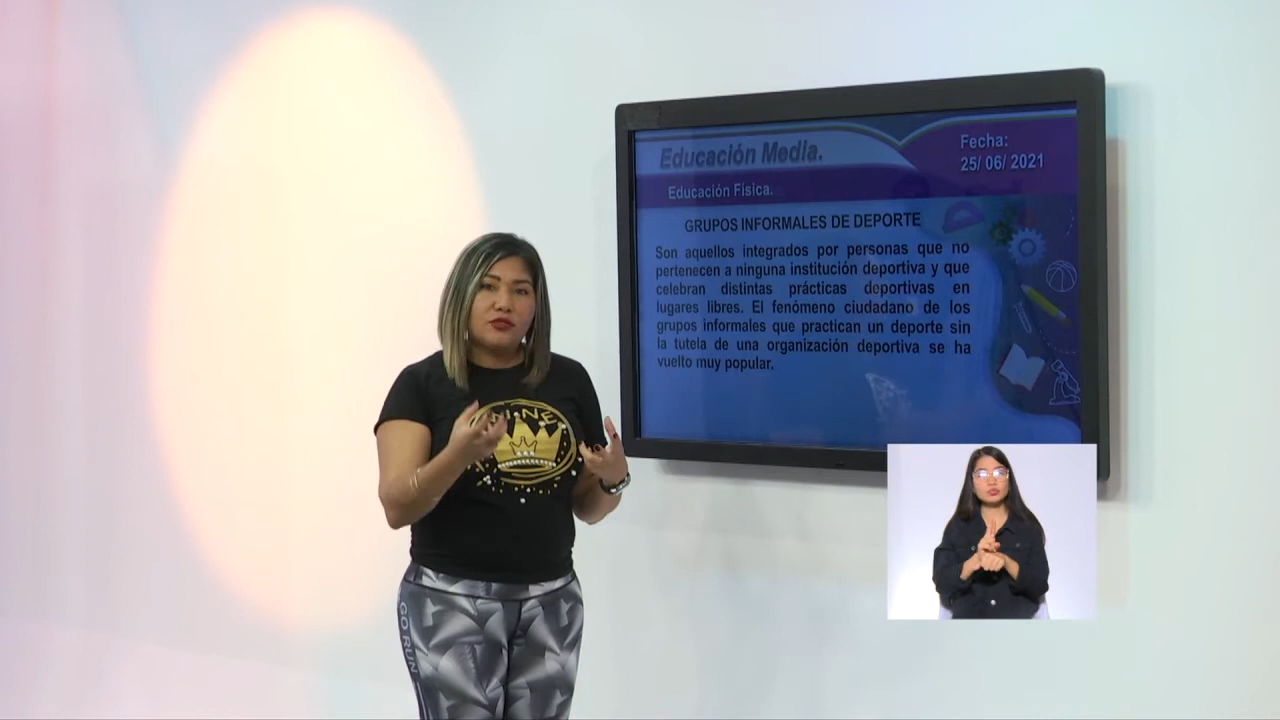 Educación Media.
Fecha:
25/ 06/ 2021
Educación Física.
GRUPOS INFORMALES DE DEPORTE
Son aquellos integrados por personas que no
pertenecen a ninguna institución deportiva y que
celebran distintas prácticas deportivas en
lugares libres. El fenómeno ciudadano de los
grupos informales que practican un deporte sin
la tutela de una organización deportiva se ha
vuelto muy popular.
GO RUN